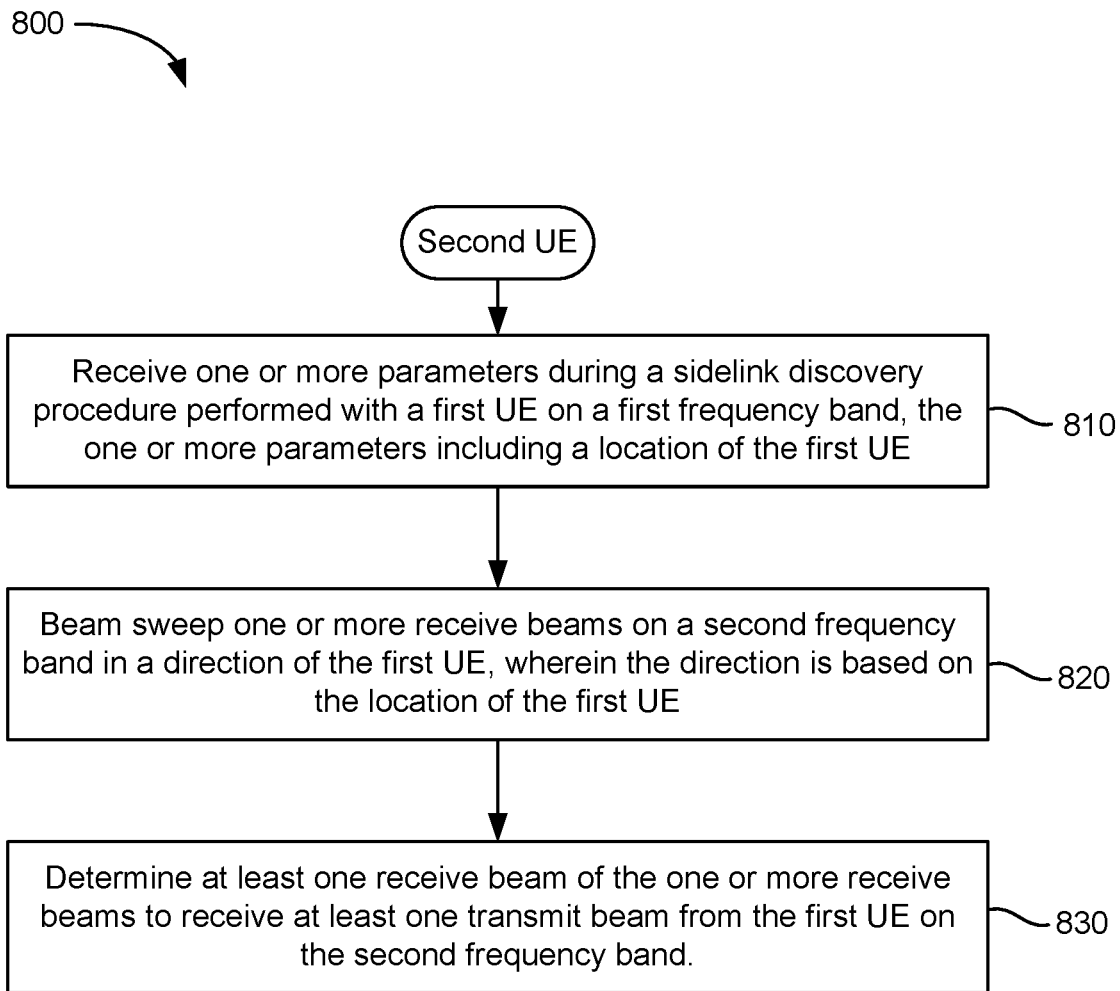 800
Second UE
Receive one or more parameters during a sidelink discovery
procedure performed with a first UE on a first frequency band, the
one or more parameters including a location of the first UE
810
Beam sweep one or more receive beams on a second frequency
band in a direction of the first UE, wherein the direction is based on
the location of the first UE
820
Determine at least one receive beam of the one or more receive
beams to receive at least one transmit beam from the first UE on
the second frequency band.
830